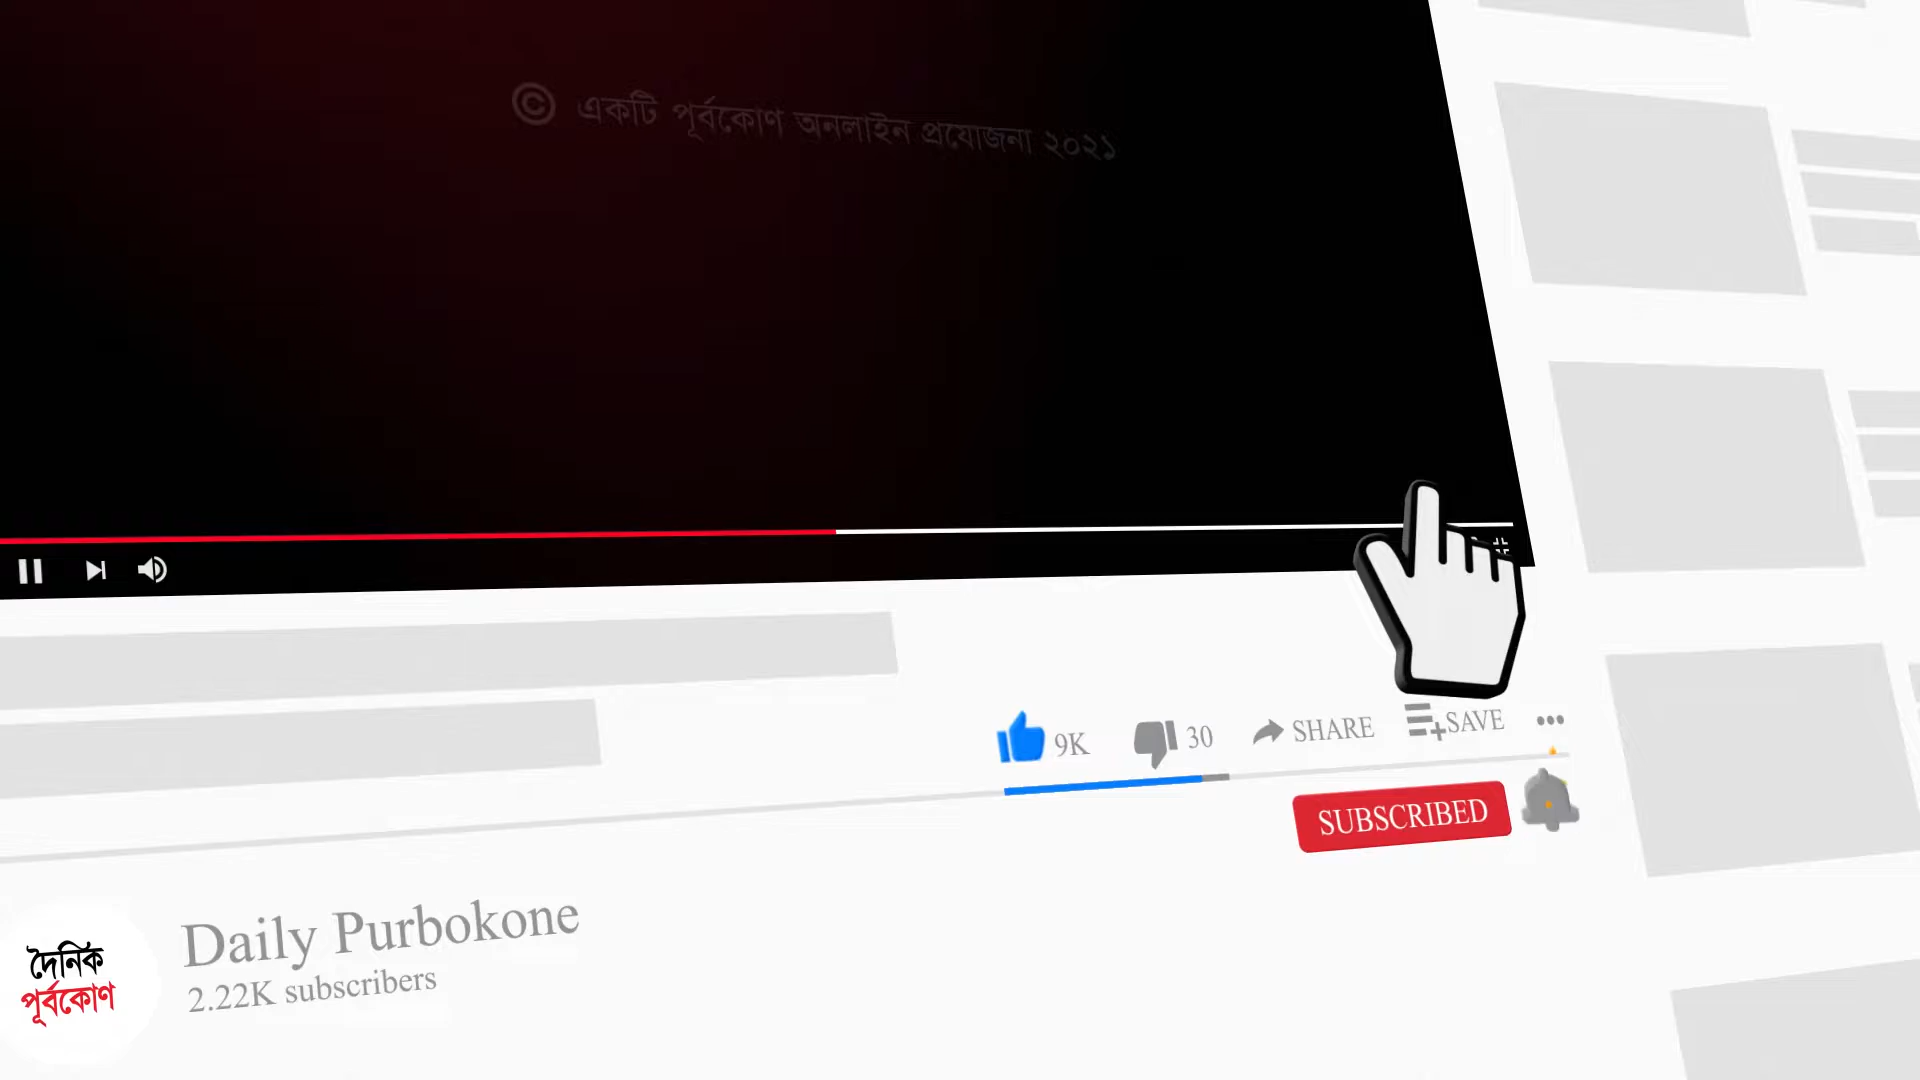 © একটি পূর্বকোণ অনলাইন প্রযোজনা ২০২১
9K 30 SHARE SAVE
SUBSCRIBED
Daily Purbokone
2.22K subscribers
দৈনিক
পূর্বকোণ